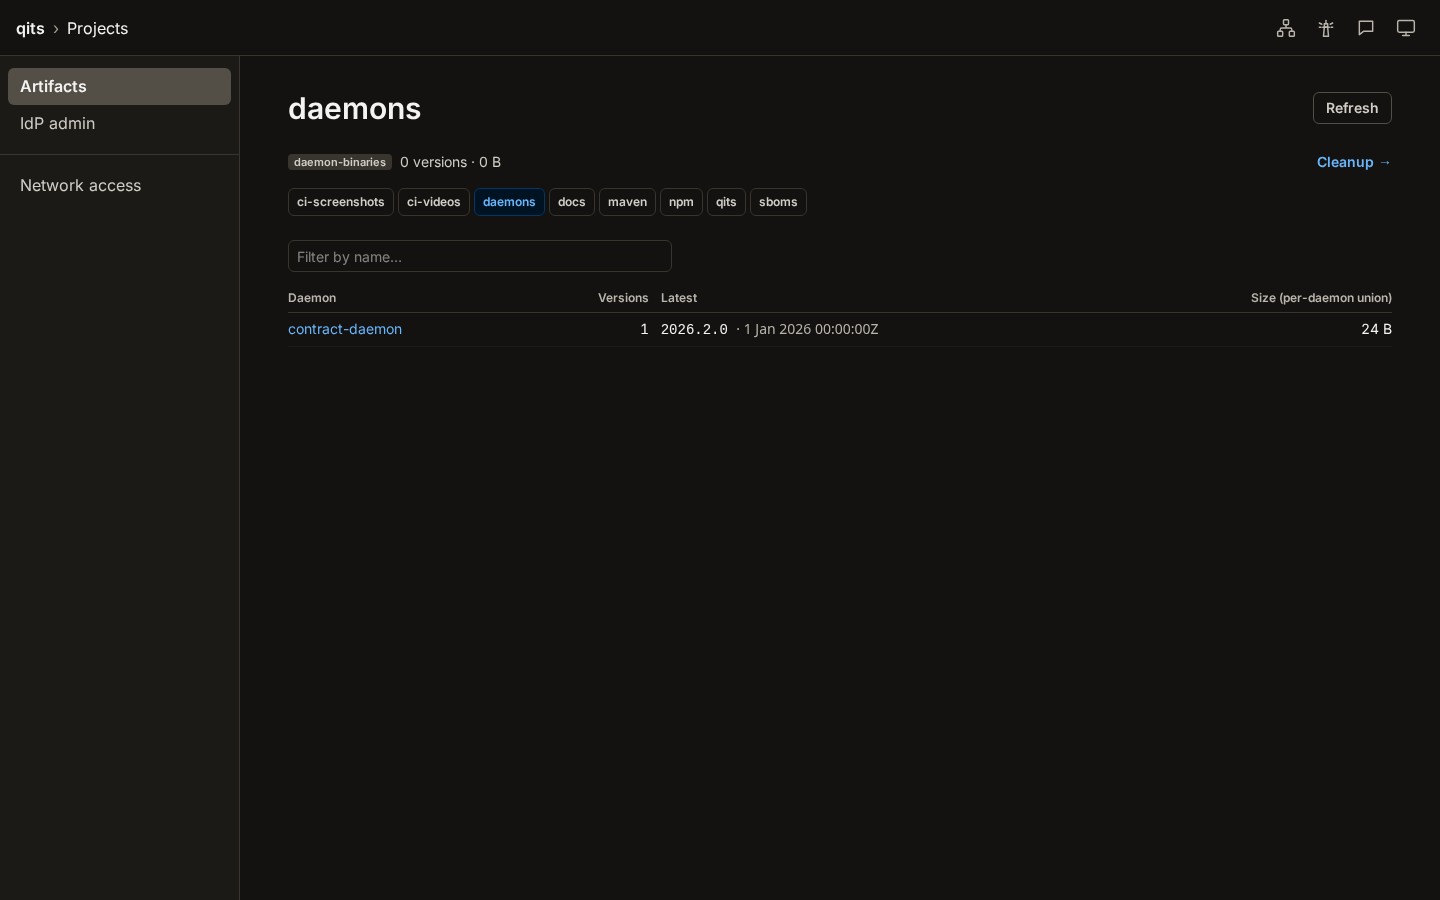 qits › Projects
Artifacts
IdP admin
Network access
daemons
Refresh
daemon-binaries 0 versions · 0 B
Cleanup →
ci-screenshots ci-videos daemons docs maven npm qits sboms
Filter by name...
Daemon Versions Latest Size (per-daemon union)
contract-daemon 1 2026.2.0 · 1 Jan 2026 00:00:00Z 24 B